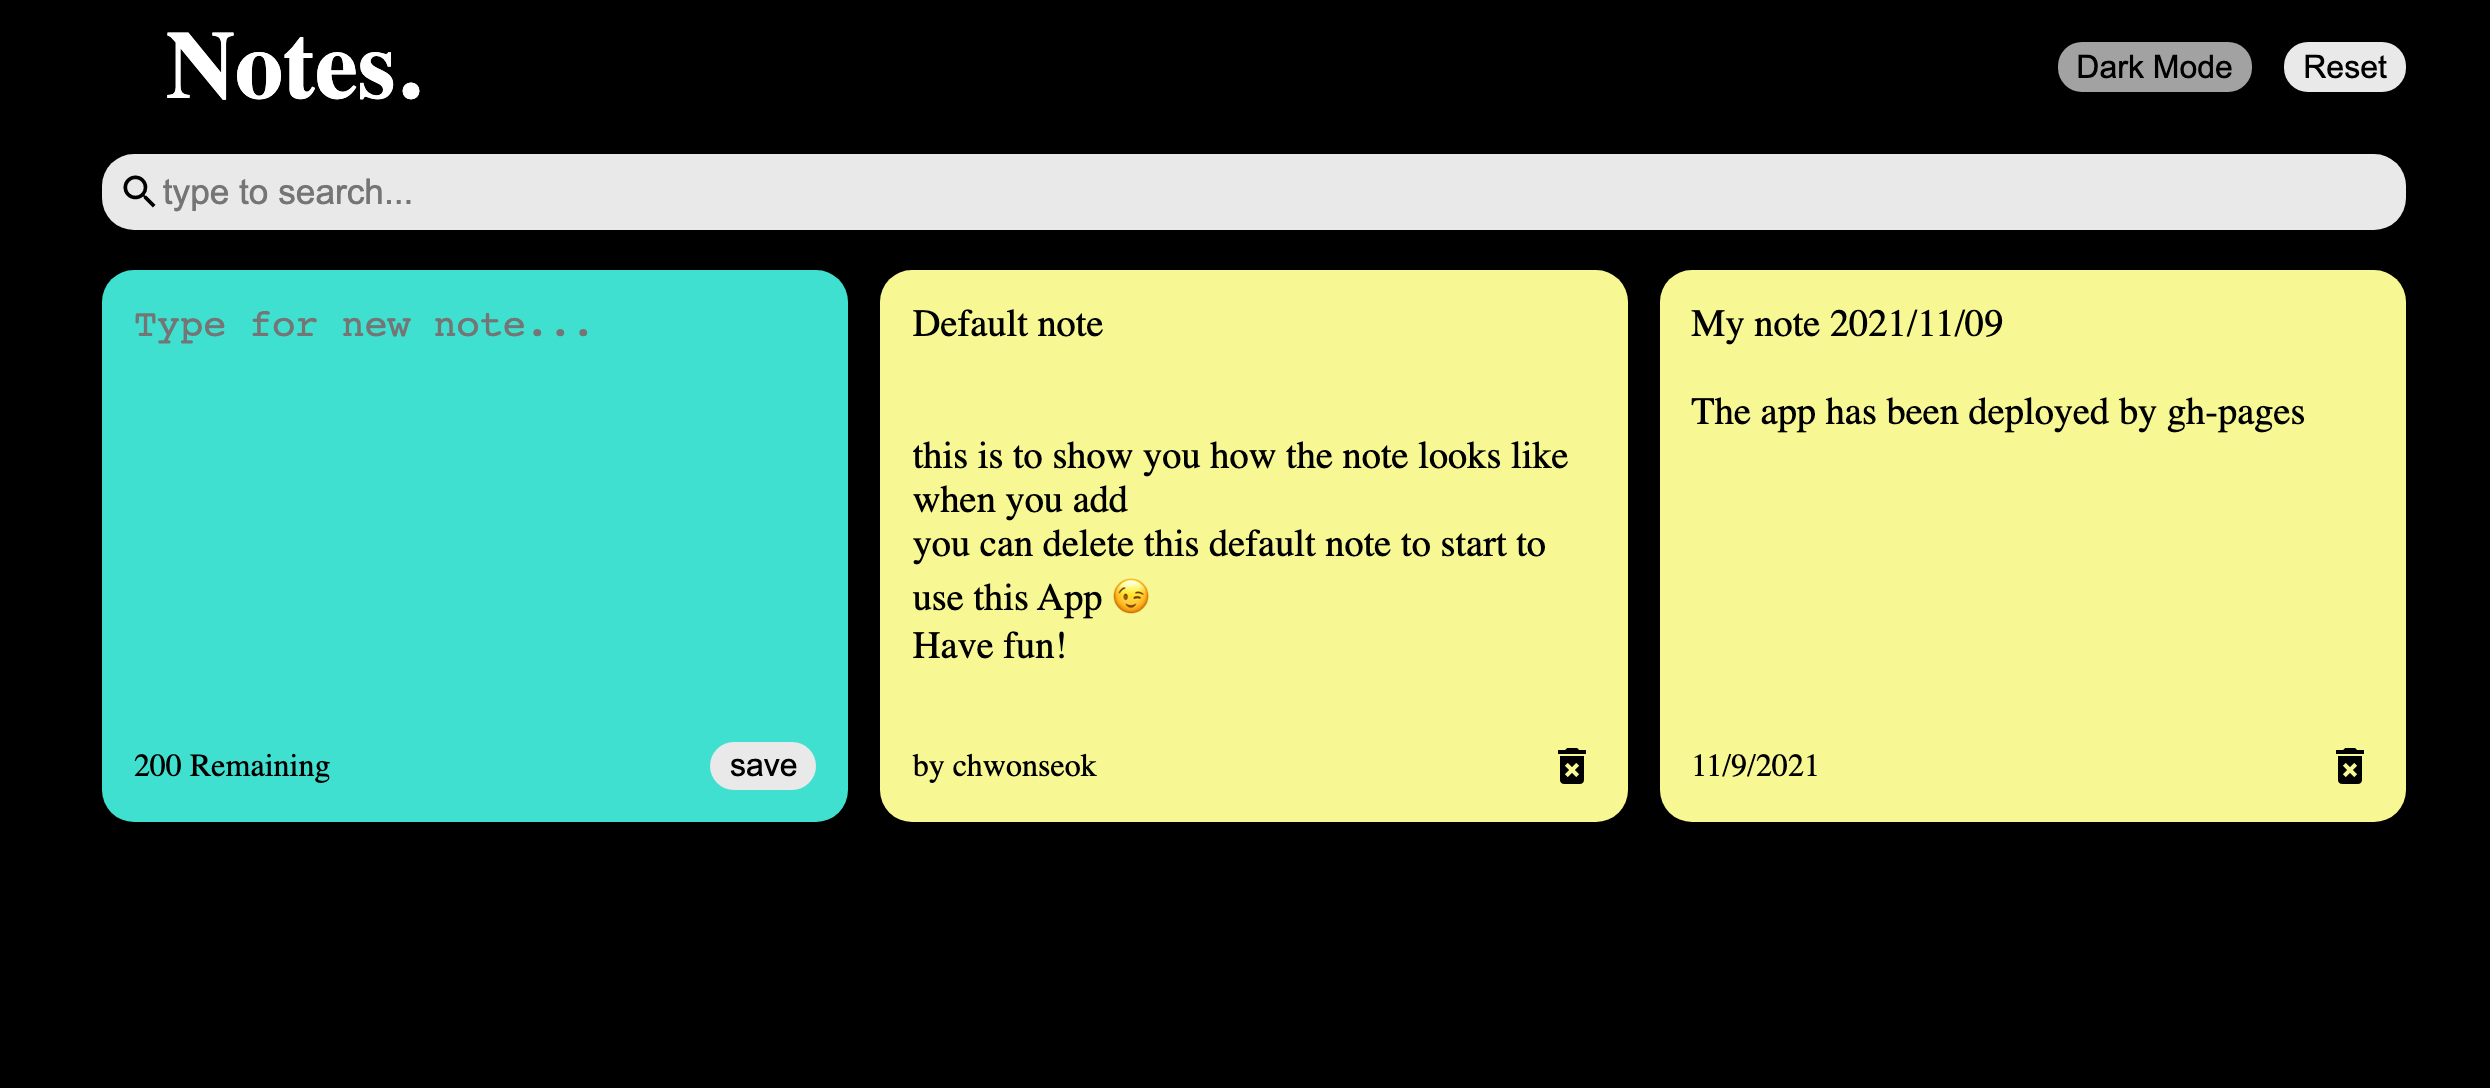 Notes.
Dark Mode
Reset
type to search...
Type for new note...
200 Remaining
save
Default note
this is to show you how the note looks like
when you add
you can delete this default note to start to
use this App 😉
Have fun!
by chwonseok
My note 2021/11/09
The app has been deployed by gh-pages
11/9/2021